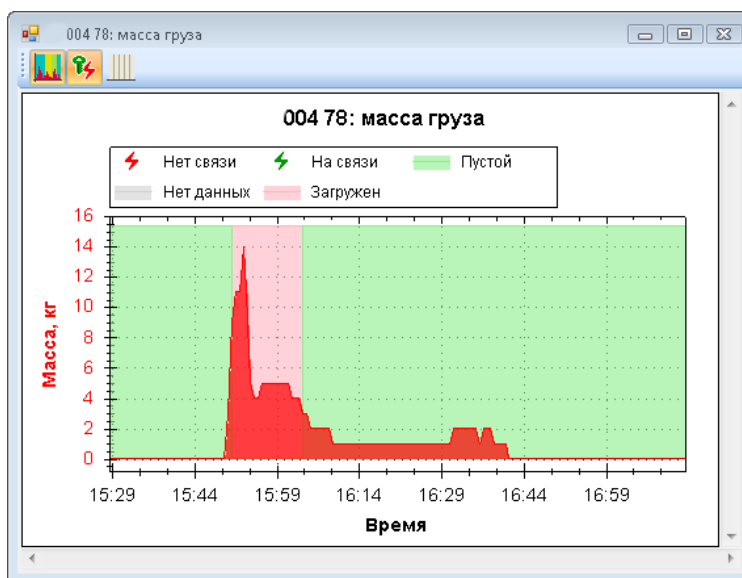 004 78: масса груза
004 78: масса груза
Нет связи На связи Пустой
Нет данных Загружен
16
14
12
10
8
6
4
2
0
Масса, кг
15:29 15:44 15:59 16:14 16:29 16:44 16:59
Время